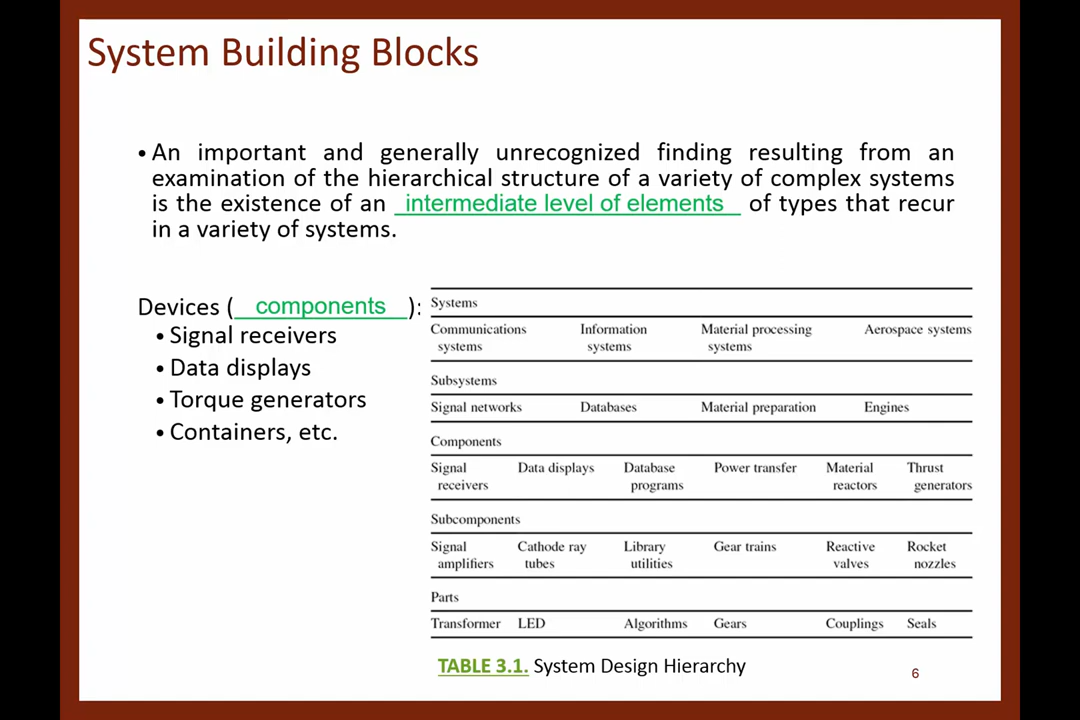 System Building Blocks
• An important and generally unrecognized finding resulting from an
examination of the hierarchical structure of a variety of complex systems
is the existence of an intermediate level of elements of types that recur
in a variety of systems.
Devices (components):
• Signal receivers
• Data displays
• Torque generators
• Containers, etc.
Systems
Communications systems Information systems Material processing systems Aerospace systems
Subsystems
Signal networks Databases Material preparation Engines
Components
Signal receivers Data displays Database programs Power transfer Material reactors Thrust generators
Subcomponents
Signal amplifiers Cathode ray tubes Library utilities Gear trains Reactive valves Rocket nozzles
Parts
Transformer LED Algorithms Gears Couplings Seals
TABLE 3.1. System Design Hierarchy
6